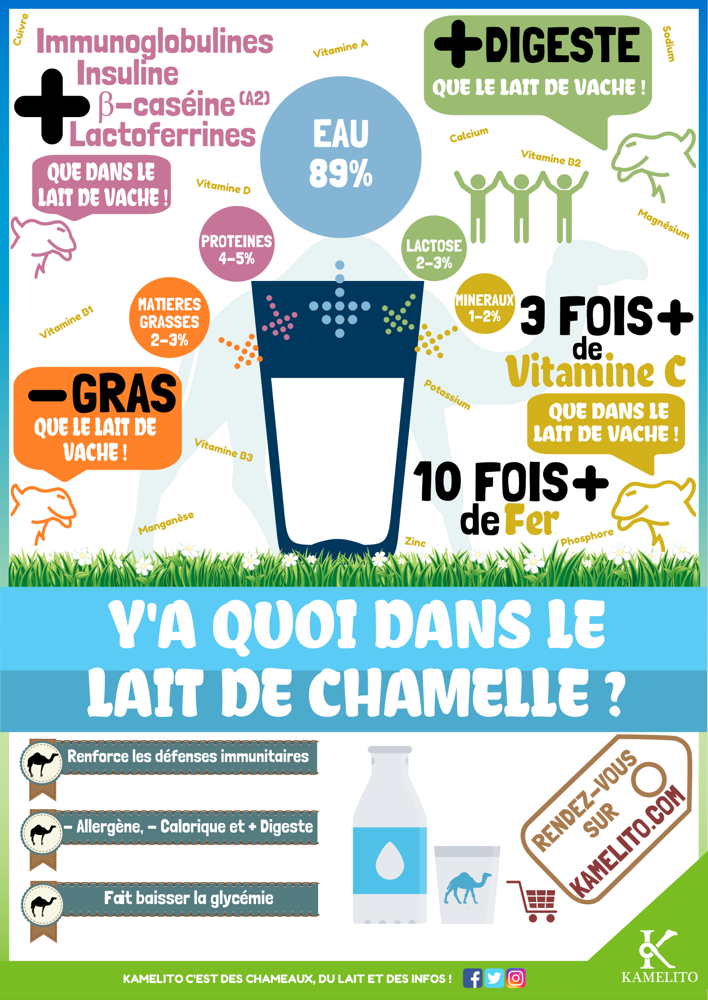 Cuivre
Immunoglobulines
Insuline
β-caséine (A2)
Lactoferrines
QUE DANS LE
LAIT DE VACHE !
Vitamine A
+DIGESTE
QUE LE LAIT DE VACHE !
Sodium
EAU
89%
Calcium
Vitamine B2
Vitamine D
Magnésium
PROTEINES
4-5%
LACTOSE
2-3%
MATIERES
GRASSES
2-3%
MINERAUX
1-2%
Vitamine B1
3 FOIS+
de
Vitamine C
QUE DANS LE
LAIT DE VACHE !
-GRAS
QUE LE LAIT DE
VACHE !
Potassium
Vitamine B3
10 FOIS+
de Fer
Manganèse
Zinc
Phosphore
Y'A QUOI DANS LE
LAIT DE CHAMELLE ?
Renforce les défenses immunitaires
- Allergène, - Calorique et + Digeste
Fait baisser la glycémie
RENDEZ-VOUS
SUR
KAMELITO.COM
KAMELITO C'EST DES CHAMEAUX, DU LAIT ET DES INFOS !
KAMELITO